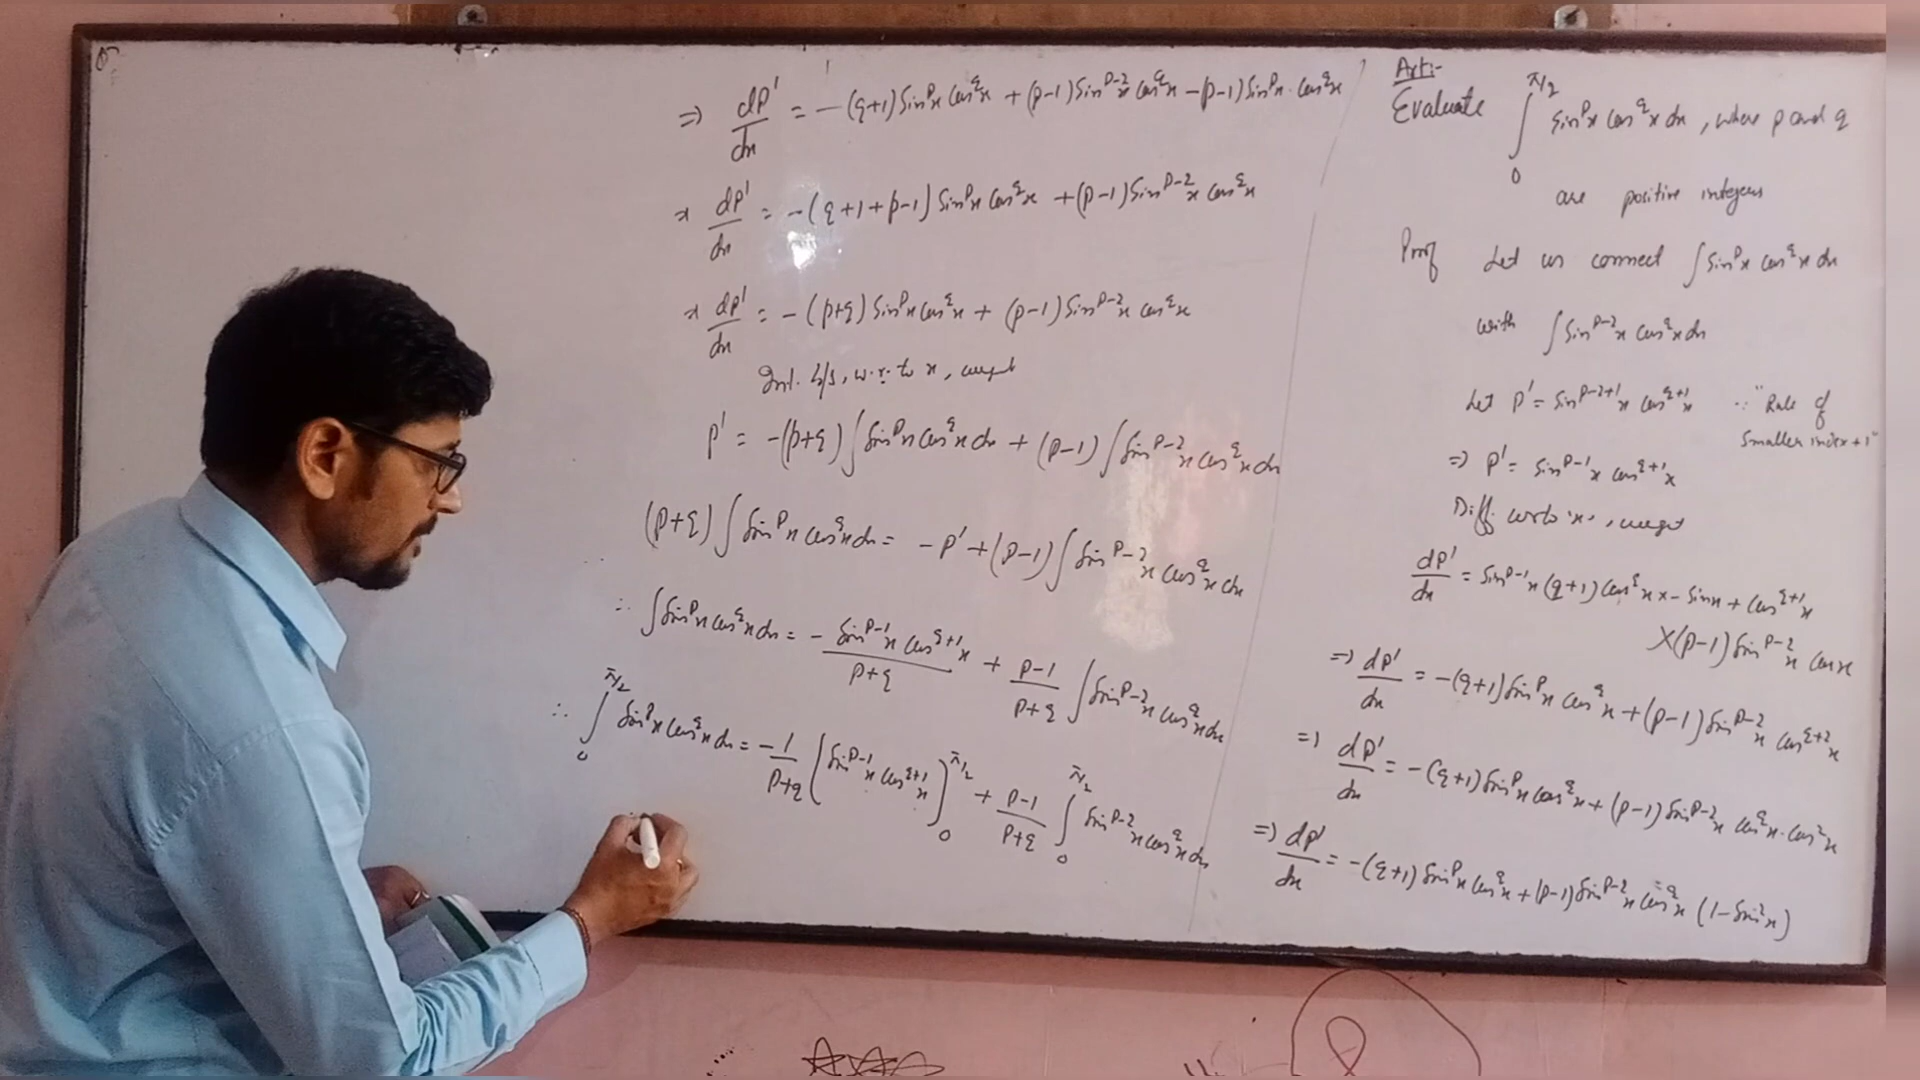 Art:-
Evaluate ∫₀^{π/2} sin^p x cos^q x dx, where p and q
are positive integers
Proof Let us connect ∫sin^p x cos^q x dx
with ∫sin^{p-2} x cos^q x dx
Let P' = sin^{p-2+1} x cos^{q+1} x ∵ "Rule of
smaller index+1"
=> P' = sin^{p-1} x cos^{q+1} x
Diff. w.r.to 'x', we get
dP'/dx = sin^{p-1} x (q+1) cos^q x × - sin x + cos^{q+1} x
×(p-1) sin^{p-2} x cos x
=> dP'/dx = -(q+1) sin^p x cos^q x + (p-1) sin^{p-2} x cos^{q+2} x
=> dP'/dx = -(q+1) sin^p x cos^q x + (p-1) sin^{p-2} x cos^q x . cos^2 x
=> dP'/dx = -(q+1) sin^p x cos^q x + (p-1) sin^{p-2} x cos^q x (1-sin^2 x)
=> dP'/dx = -(q+1) sin^p x cos^q x + (p-1) sin^{p-2} x cos^q x - (p-1) sin^p x . cos^q x
dP'/dx = -(q+1+p-1) sin^p x cos^q x + (p-1) sin^{p-2} x cos^q x
dP'/dx = -(p+q) sin^p x cos^q x + (p-1) sin^{p-2} x cos^q x
Int. b/s, w.r. to x, we get
P' = -(p+q) ∫sin^p x cos^q x dx + (p-1) ∫sin^{p-2} x cos^q x dx
(p+q) ∫sin^p x cos^q x dx = -P' + (p-1) ∫sin^{p-2} x cos^q x dx
∴ ∫sin^p x cos^q x dx = - (sin^{p-1} x cos^{q+1} x)/(p+q) + (p-1)/(p+q) ∫sin^{p-2} x cos^q x dx
∴ ∫₀^{π/2} sin^p x cos^q x dx = -1/(p+q) (sin^{p-1} x cos^{q+1} x)₀^{π/2} + (p-1)/(p+q) ∫₀^{π/2} sin^{p-2} x cos^q x dx